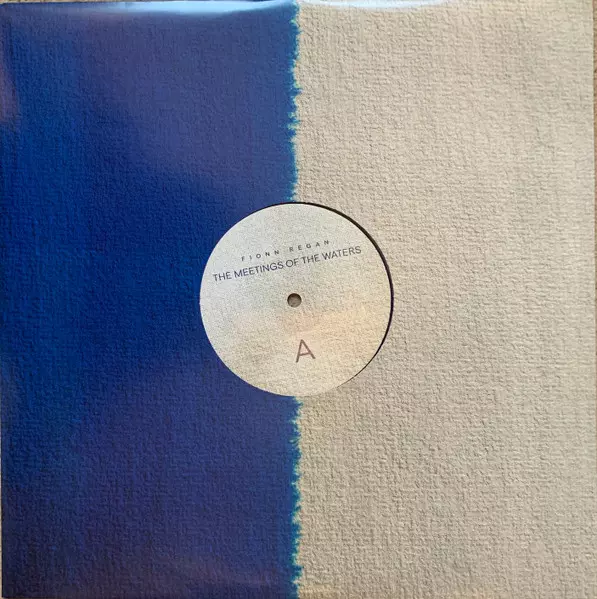 FIONN REGAN
THE MEETINGS OF THE WATERS
A